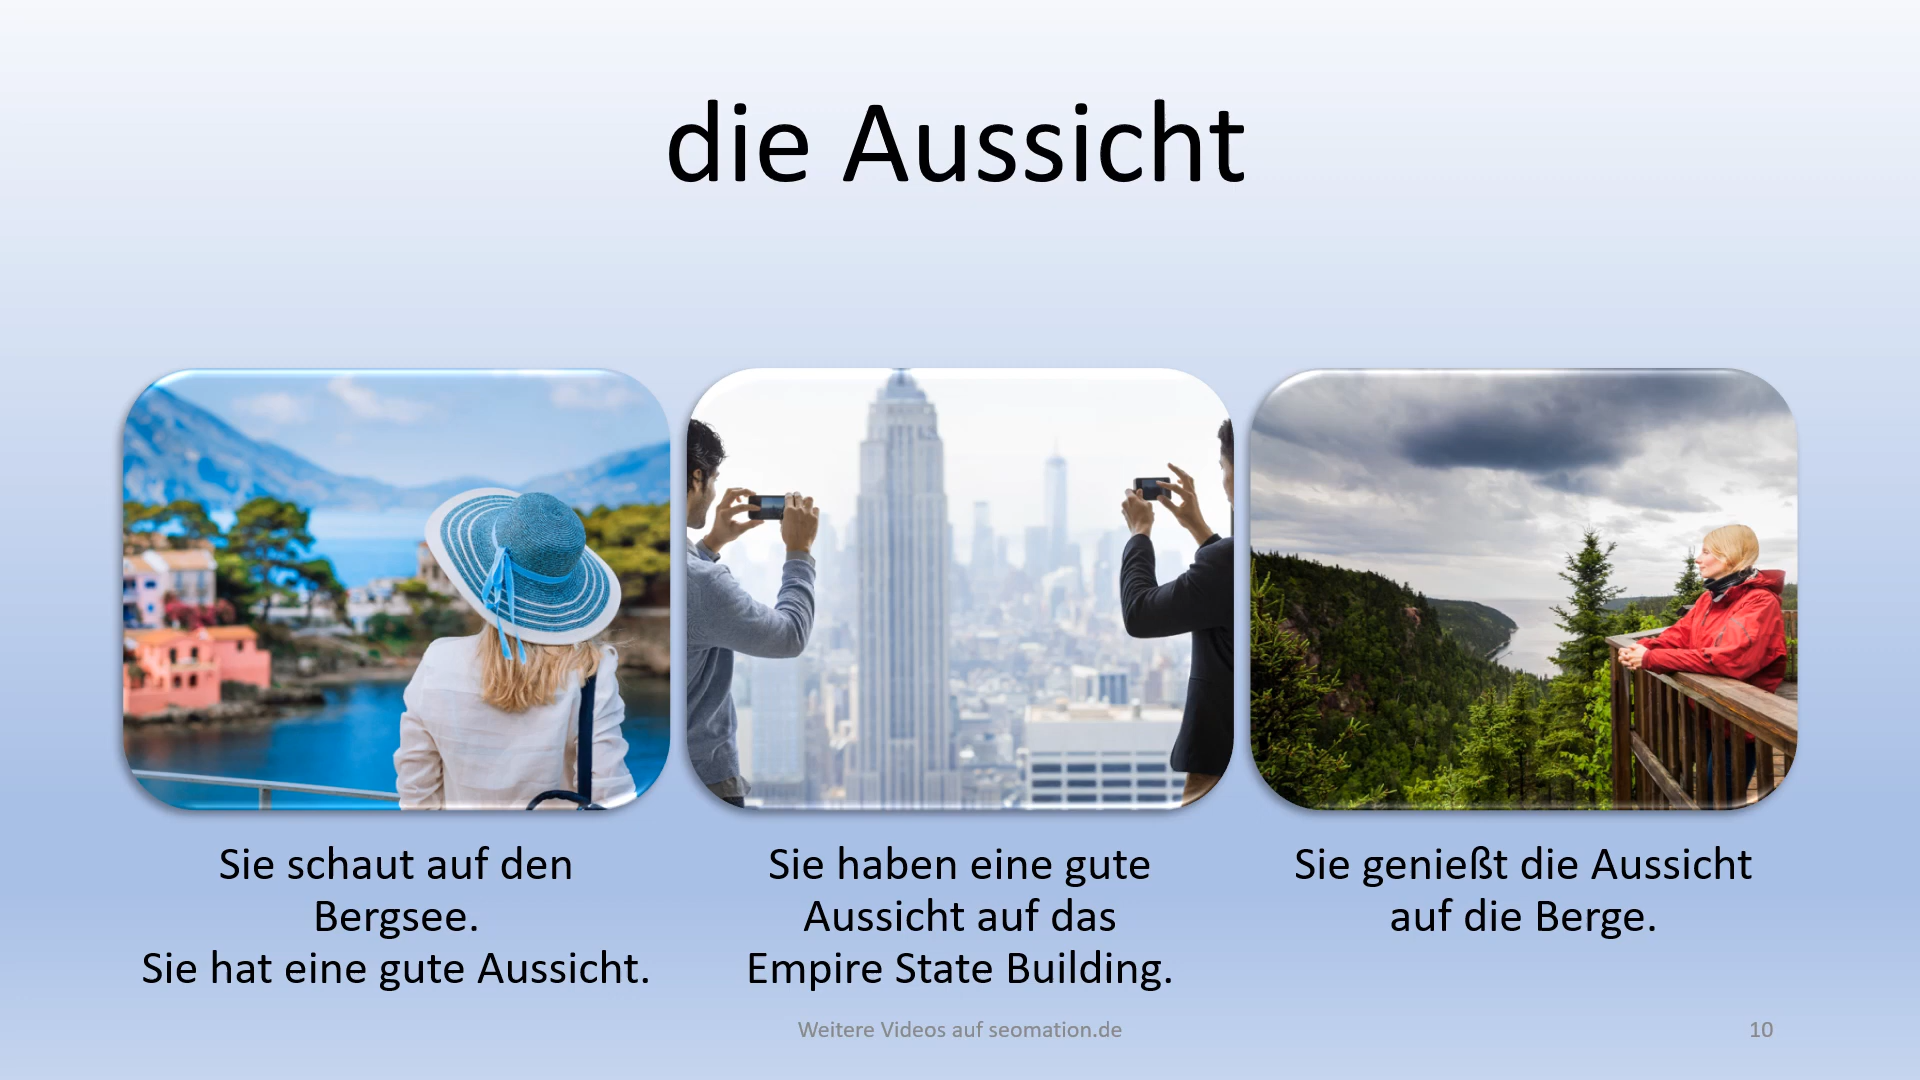 die Aussicht
Sie schaut auf den
Bergsee.
Sie hat eine gute Aussicht.
Sie haben eine gute
Aussicht auf das
Empire State Building.
Sie genießt die Aussicht
auf die Berge.
Weitere Videos auf seomation.de
10